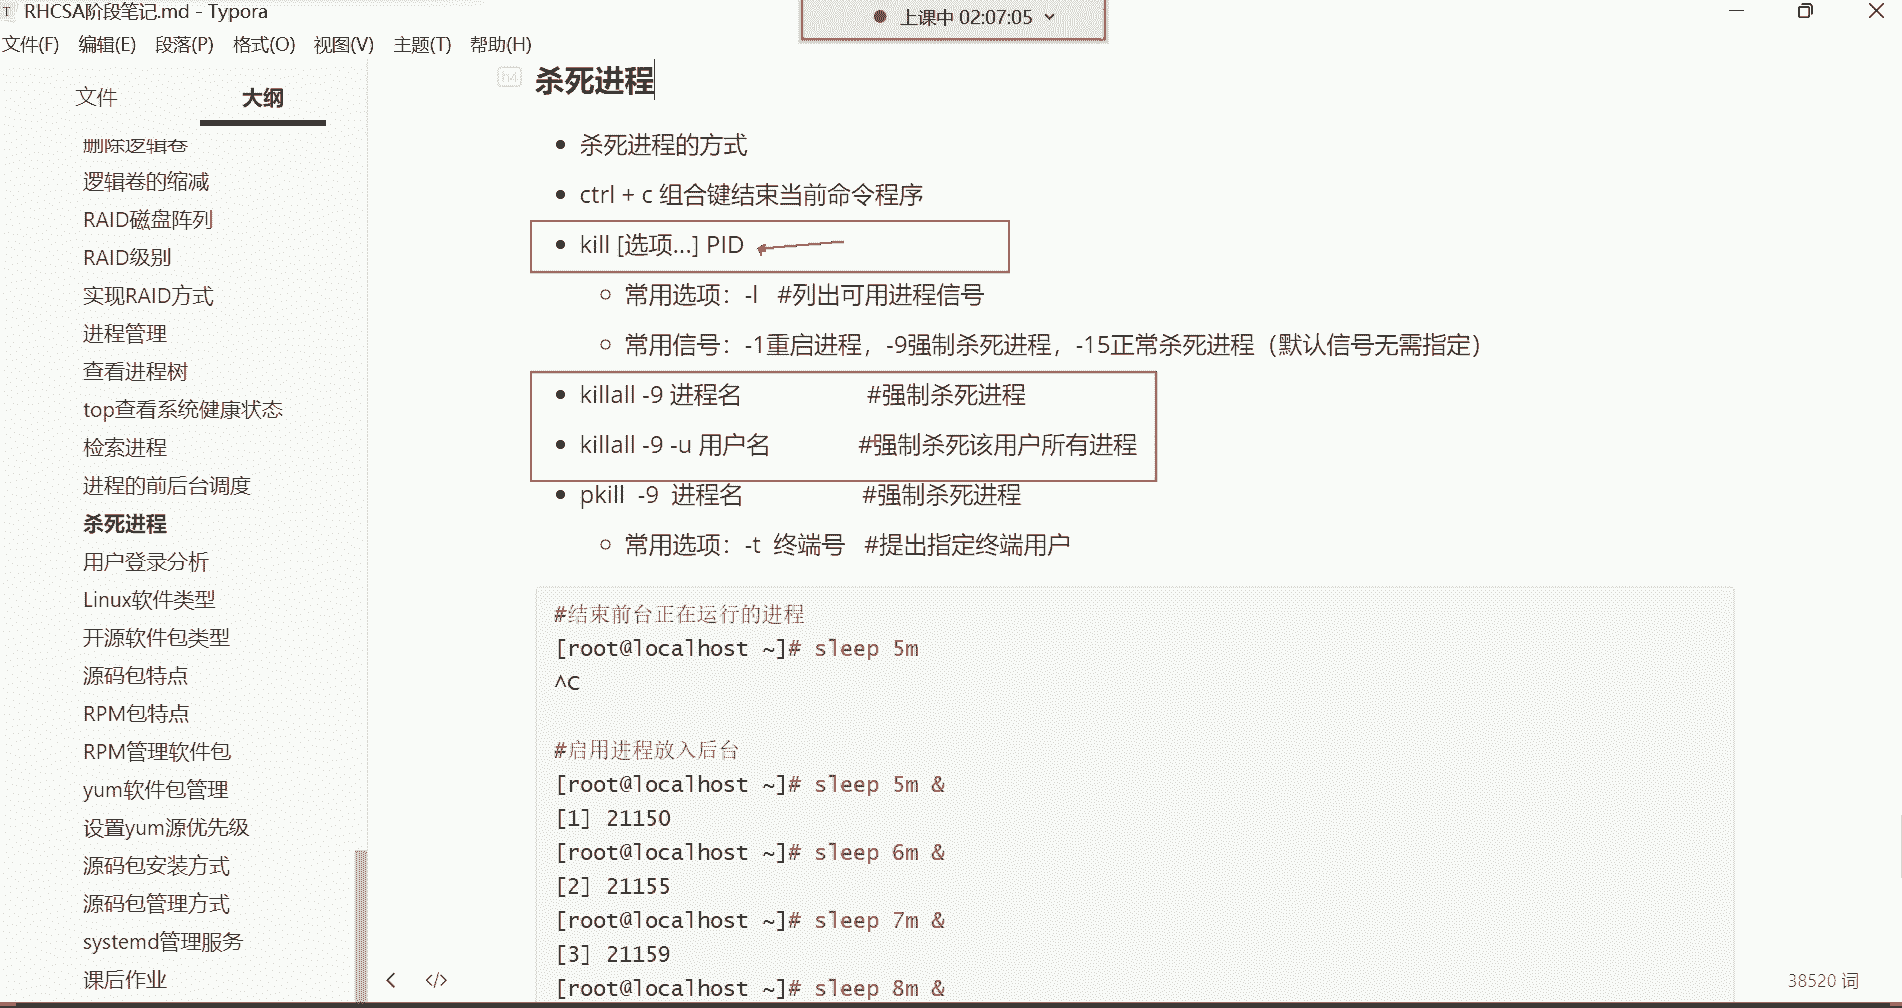 RHCSA阶段笔记.md - Typora
上课中 02:07:05
文件(F) 编辑(E) 段落(P) 格式(O) 视图(V) 主题(T) 帮助(H)
文件 大纲
删除逻辑卷
逻辑卷的缩减
RAID磁盘阵列
RAID级别
实现RAID方式
进程管理
查看进程树
top查看系统健康状态
检索进程
进程的前后台调度
杀死进程
用户登录分析
Linux软件类型
开源软件包类型
源码包特点
RPM包特点
RPM管理软件包
yum软件包管理
设置yum源优先级
源码包安装方式
源码包管理方式
systemd管理服务
课后作业
h4 杀死进程
杀死进程的方式
ctrl + c 组合键结束当前命令程序
kill [选项...] PID
常用选项：-l #列出可用进程信号
常用信号：-1重启进程，-9强制杀死进程，-15正常杀死进程（默认信号无需指定）
killall -9 进程名 #强制杀死进程
killall -9 -u 用户名 #强制杀死该用户所有进程
pkill -9 进程名 #强制杀死进程
常用选项：-t 终端号 #提出指定终端用户
#结束前台正在运行的进程
[root@localhost ~]# sleep 5m
^C
#启用进程放入后台
[root@localhost ~]# sleep 5m &
[1] 21150
[root@localhost ~]# sleep 6m &
[2] 21155
[root@localhost ~]# sleep 7m &
[3] 21159
[root@localhost ~]# sleep 8m &
</> 38520 词